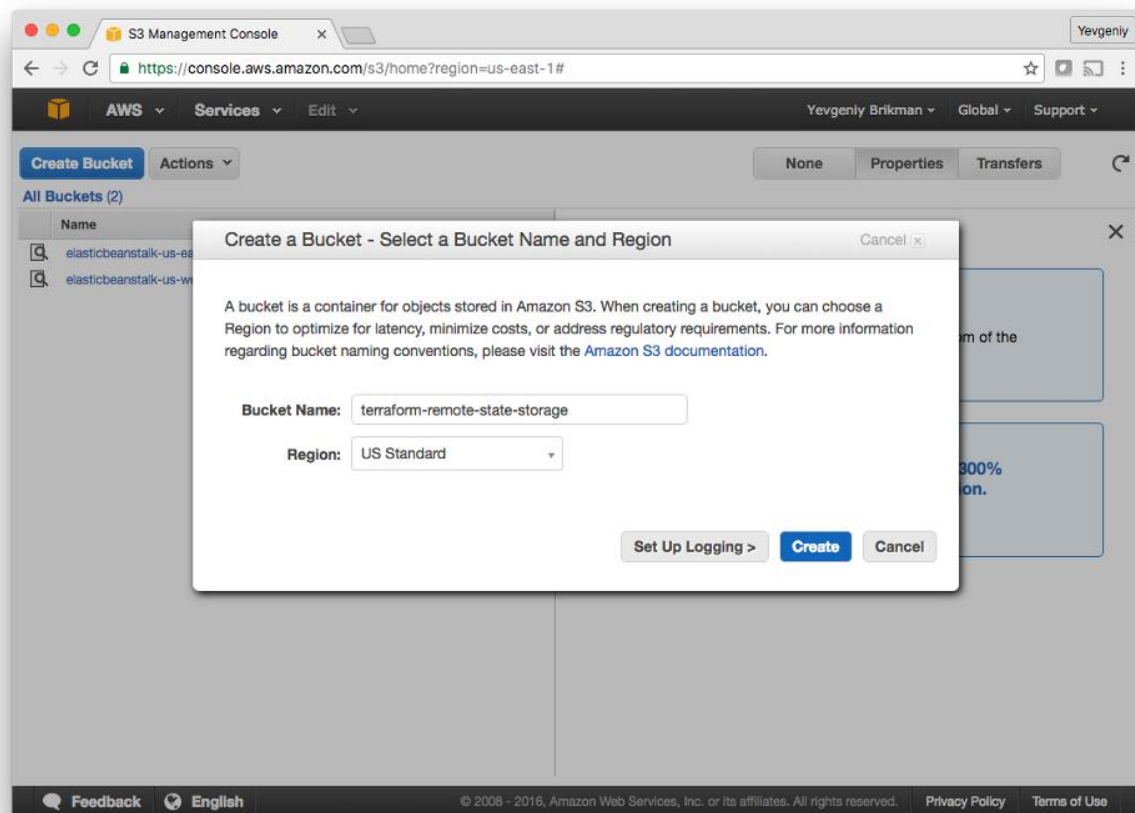 S3 Management Console
Yevgeniy
https://console.aws.amazon.com/s3/home?region=us-east-1#
AWS Services Edit Yevgeniy Brikman Global Support
Create Bucket Actions None Properties Transfers
All Buckets (2)
Name
Create a Bucket - Select a Bucket Name and Region Cancel x
elasticbeanstalk-us-ea
elasticbeanstalk-us-w
A bucket is a container for objects stored in Amazon S3. When creating a bucket, you can choose a
Region to optimize for latency, minimize costs, or address regulatory requirements. For more information
regarding bucket naming conventions, please visit the Amazon S3 documentation.
of the
Bucket Name: terraform-remote-state-storage
Region: US Standard
300%
on.
Set Up Logging > Create Cancel
Feedback English © 2008 - 2016, Amazon Web Services, Inc. or its affiliates. All rights reserved. Privacy Policy Terms of Use